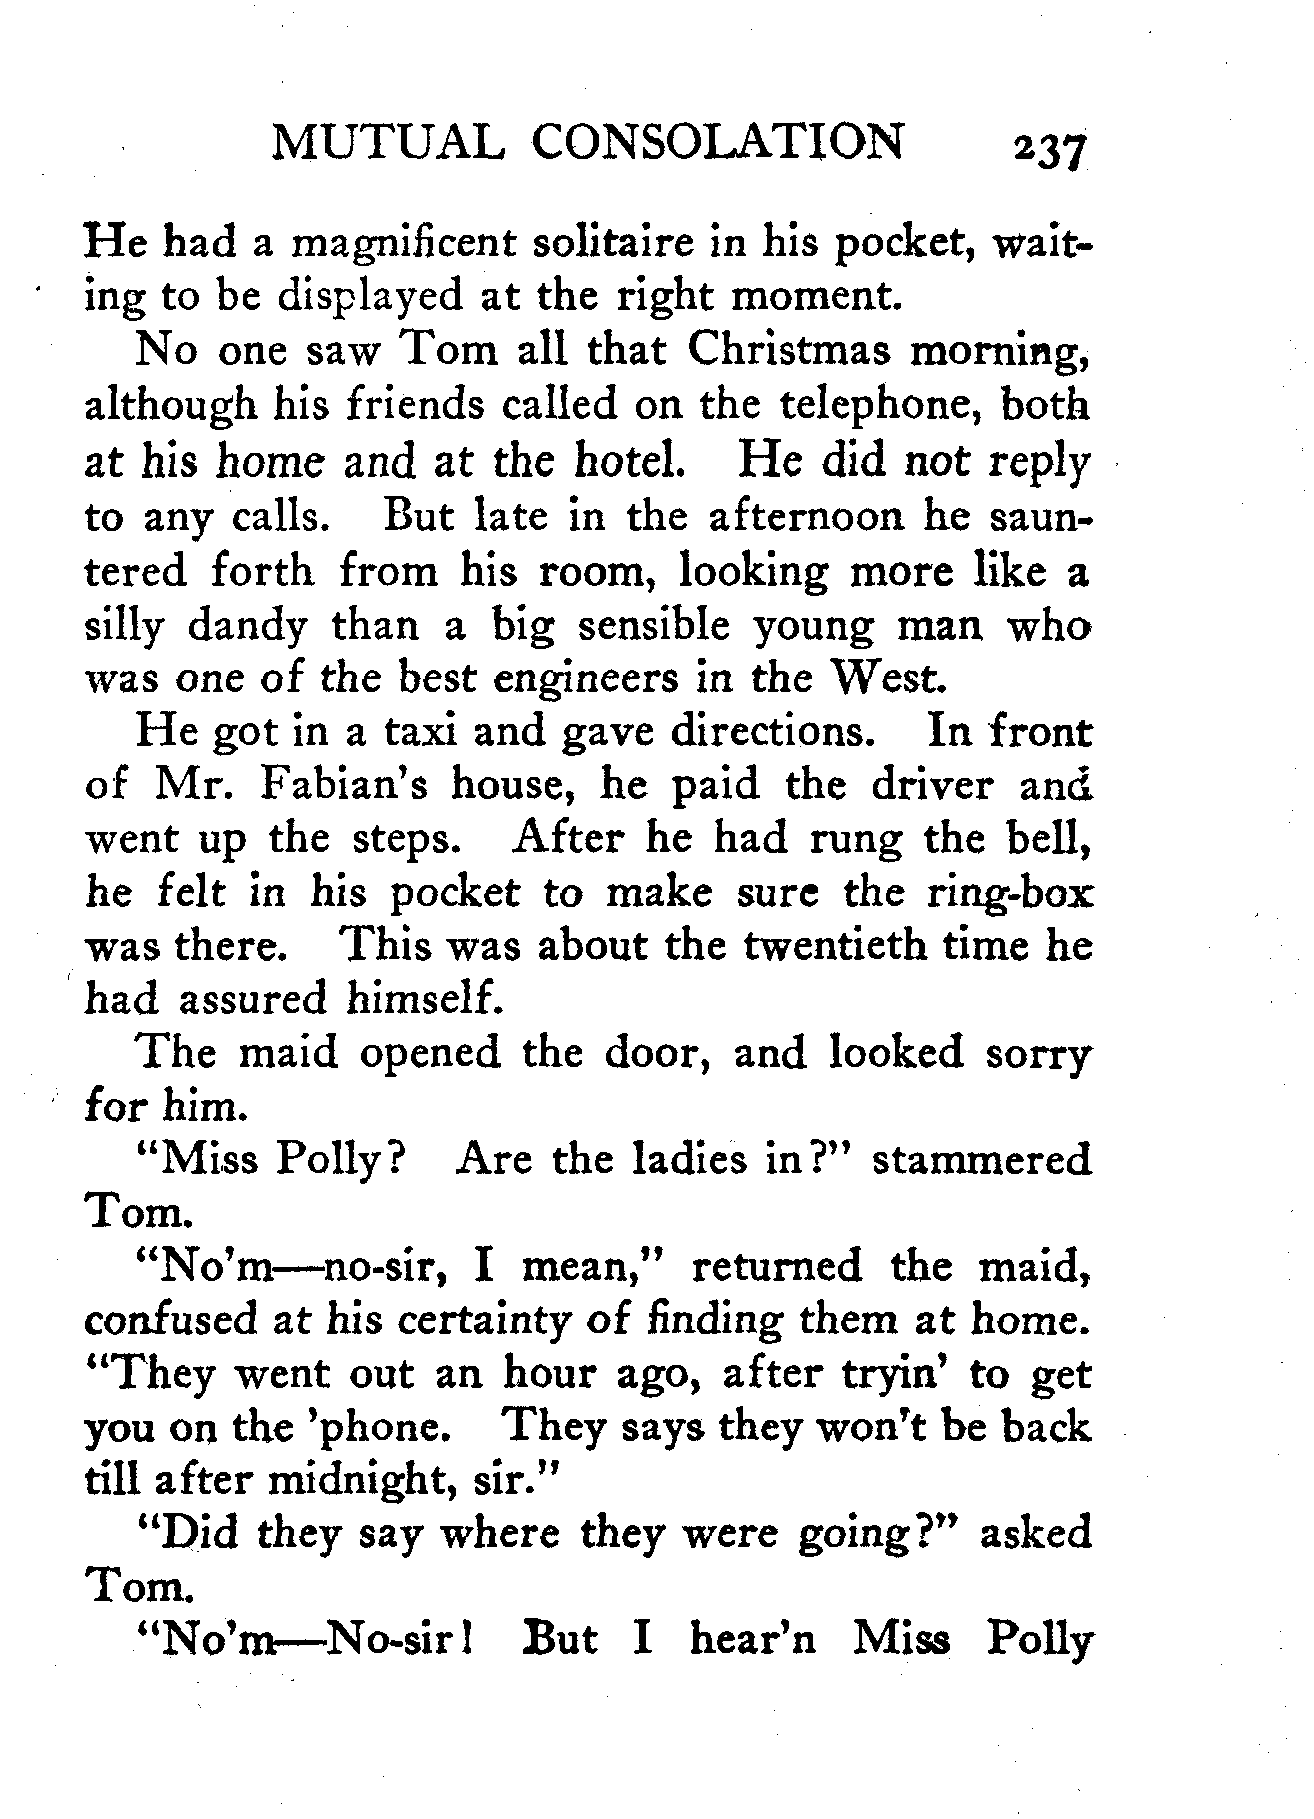 MUTUAL CONSOLATION 237
He had a magnificent solitaire in his pocket, wait-
ing to be displayed at the right moment.
No one saw Tom all that Christmas morning,
although his friends called on the telephone, both
at his home and at the hotel. He did not reply
to any calls. But late in the afternoon he saun-
tered forth from his room, looking more like a
silly dandy than a big sensible young man who
was one of the best engineers in the West.
He got in a taxi and gave directions. In front
of Mr. Fabian's house, he paid the driver and
went up the steps. After he had rung the bell,
he felt in his pocket to make sure the ring-box
was there. This was about the twentieth time he
had assured himself.
The maid opened the door, and looked sorry
for him.
"Miss Polly? Are the ladies in?" stammered
Tom.
"No'm—no-sir, I mean," returned the maid,
confused at his certainty of finding them at home.
"They went out an hour ago, after tryin' to get
you on the 'phone. They says they won't be back
till after midnight, sir."
"Did they say where they were going?" asked
Tom.
"No'm—No-sir! But I hear'n Miss Polly